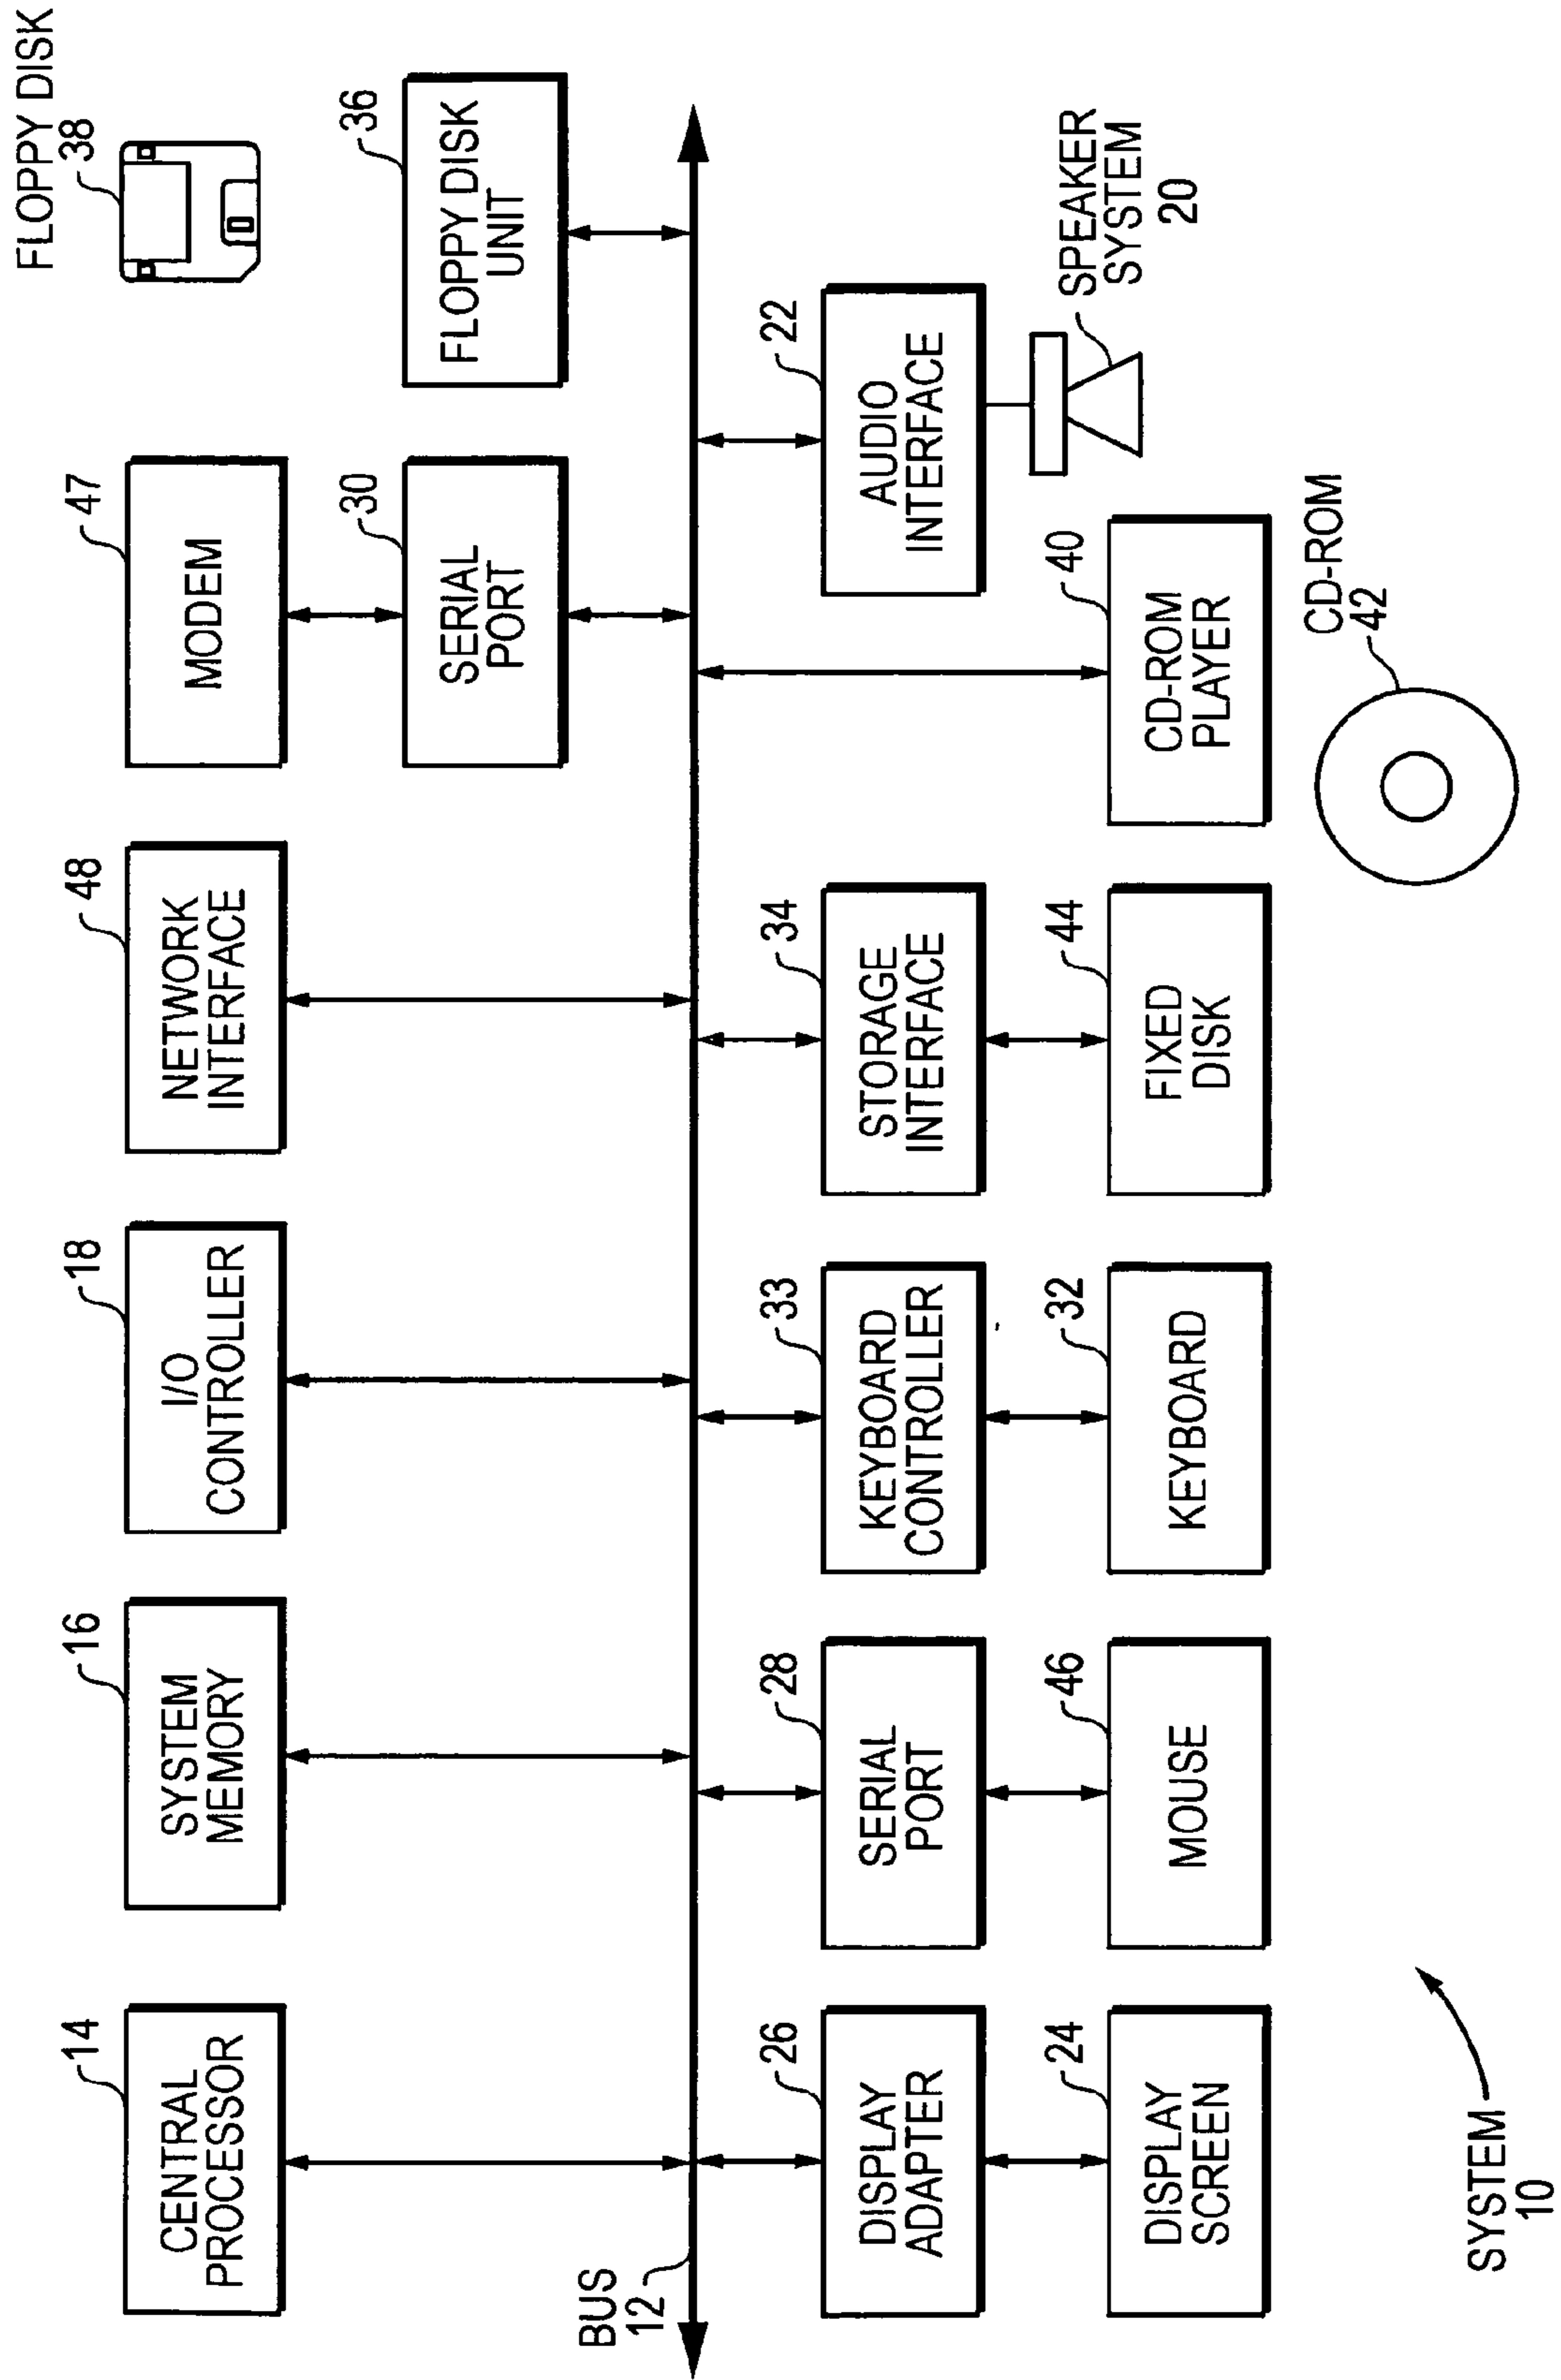 14
CENTRAL
PROCESSOR
16
SYSTEM
MEMORY
18
I/O
CONTROLLER
48
NETWORK
INTERFACE
47
MODEM
FLOPPY DISK
38
30
SERIAL
PORT
36
FLOPPY DISK
UNIT
BUS
12
26
DISPLAY
ADAPTER
28
SERIAL
PORT
33
KEYBOARD
CONTROLLER
34
STORAGE
INTERFACE
22
AUDIO
INTERFACE
24
DISPLAY
SCREEN
46
MOUSE
32
KEYBOARD
44
FIXED
DISK
40
CD-ROM
PLAYER
SPEAKER
SYSTEM
20
CD-ROM
42
SYSTEM
10